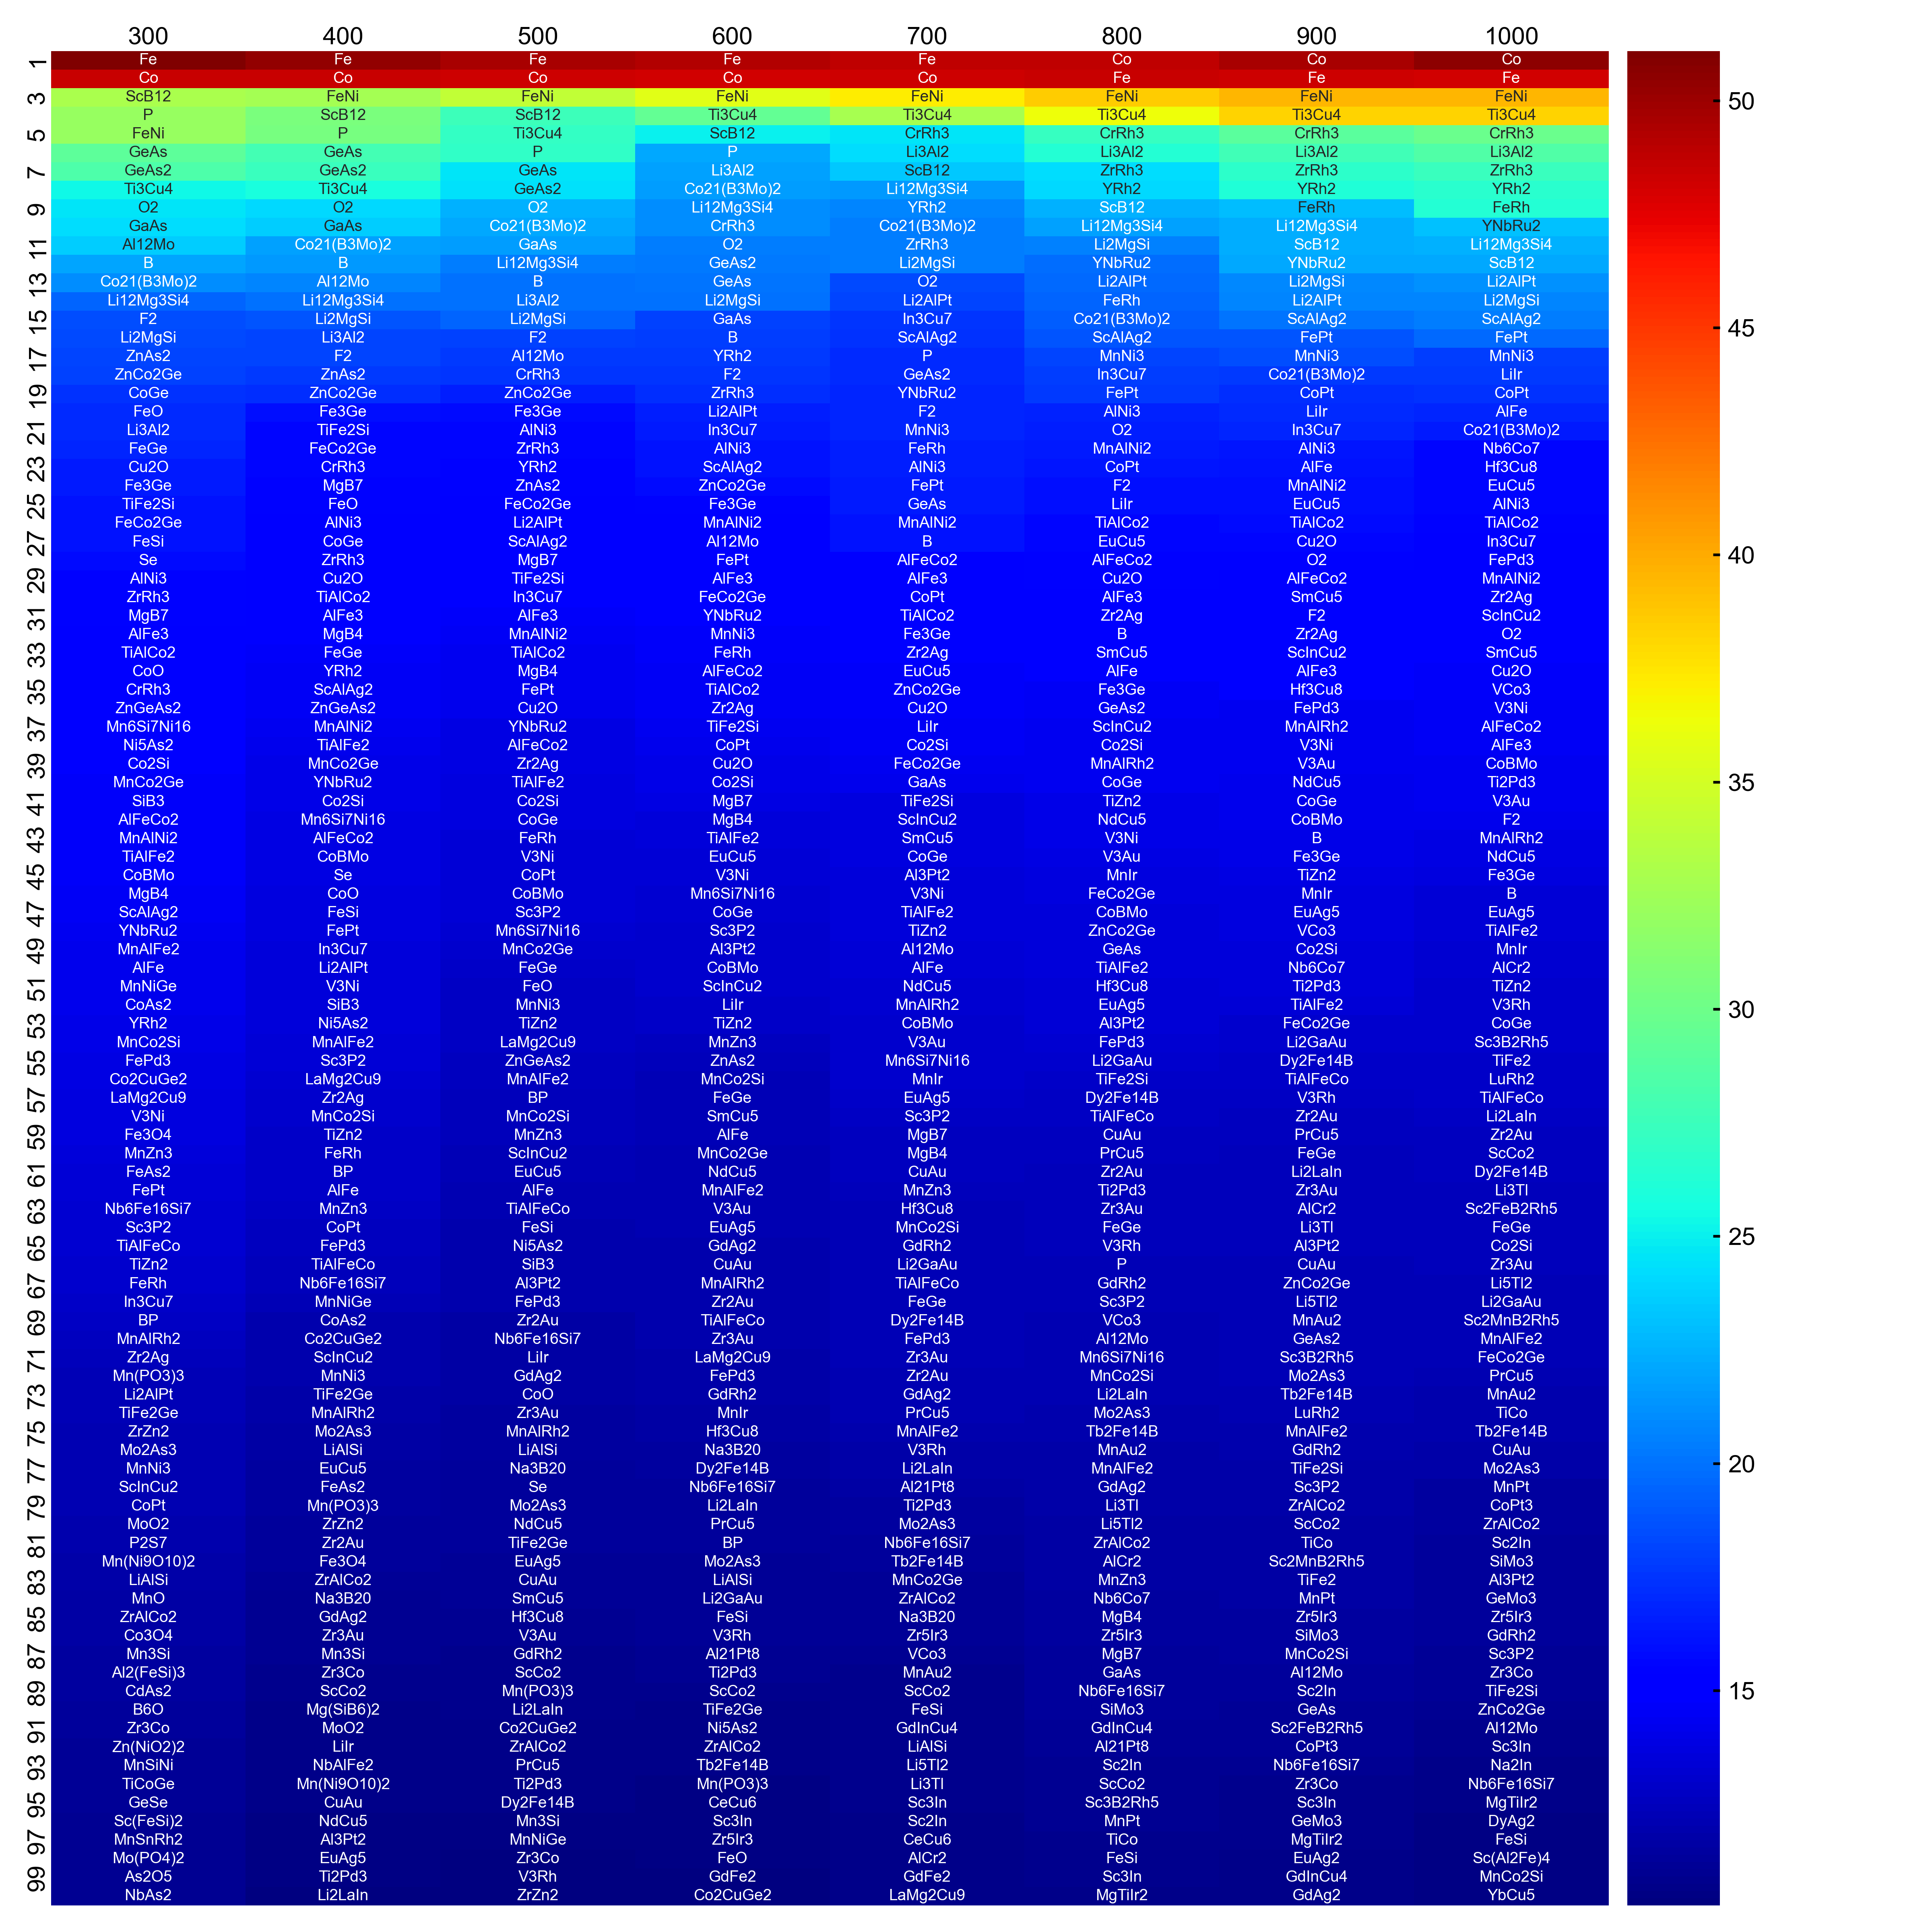 300 400 500 600 700 800 900 1000
1 Fe Fe Fe Fe Fe Co Co Co
Co Co Co Co Co Fe Fe Fe 50
3 ScB12 FeNi FeNi FeNi FeNi FeNi FeNi FeNi
P ScB12 ScB12 Ti3Cu4 Ti3Cu4 Ti3Cu4 Ti3Cu4 Ti3Cu4
5 FeNi P Ti3Cu4 ScB12 CrRh3 CrRh3 CrRh3 CrRh3
GeAs GeAs P P Li3Al2 Li3Al2 Li3Al2 Li3Al2
7 GeAs2 GeAs2 GeAs Li3Al2 ScB12 ZrRh3 ZrRh3 ZrRh3
Ti3Cu4 Ti3Cu4 GeAs2 Co21(B3Mo)2 Li12Mg3Si4 YRh2 YRh2 YRh2
9 O2 O2 O2 Li12Mg3Si4 YRh2 ScB12 FeRh FeRh
GaAs GaAs Co21(B3Mo)2 CrRh3 Co21(B3Mo)2 Li12Mg3Si4 Li12Mg3Si4 YNbRu2
11 Al12Mo Co21(B3Mo)2 GaAs O2 ZrRh3 Li2MgSi ScB12 Li12Mg3Si4
B B Li12Mg3Si4 GeAs2 Li2MgSi YNbRu2 YNbRu2 ScB12
13 Co21(B3Mo)2 Al12Mo B GeAs O2 Li2AlPt Li2MgSi Li2AlPt
Li12Mg3Si4 Li12Mg3Si4 Li3Al2 Li2MgSi Li2AlPt FeRh Li2AlPt Li2MgSi
15 F2 Li2MgSi Li2MgSi GaAs In3Cu7 Co21(B3Mo)2 ScAlAg2 ScAlAg2 45
Li2MgSi Li3Al2 F2 B ScAlAg2 ScAlAg2 FePt FePt
17 ZnAs2 F2 Al12Mo YRh2 P MnNi3 MnNi3 MnNi3
ZnCo2Ge ZnAs2 CrRh3 F2 GeAs2 In3Cu7 Co21(B3Mo)2 LiIr
19 CoGe ZnCo2Ge ZnCo2Ge ZrRh3 YNbRu2 FePt CoPt CoPt
FeO Fe3Ge Fe3Ge Li2AlPt F2 AlNi3 LiIr AlFe
21 Li3Al2 TiFe2Si AlNi3 In3Cu7 MnNi3 O2 In3Cu7 Co21(B3Mo)2
FeGe FeCo2Ge ZrRh3 AlNi3 FeRh MnAlNi2 AlNi3 Nb6Co7
23 Cu2O CrRh3 YRh2 ScAlAg2 AlNi3 CoPt AlFe Hf3Cu8
Fe3Ge MgB7 ZnAs2 ZnCo2Ge FePt F2 MnAlNi2 EuCu5
25 TiFe2Si FeO FeCo2Ge Fe3Ge GeAs LiIr EuCu5 AlNi3
FeCo2Ge AlNi3 Li2AlPt MnAlNi2 MnAlNi2 TiAlCo2 TiAlCo2 TiAlCo2
27 FeSi CoGe ScAlAg2 Al12Mo B EuCu5 Cu2O In3Cu7
Se ZrRh3 MgB7 FePt AlFeCo2 AlFeCo2 O2 FePd3 40
29 AlNi3 Cu2O TiFe2Si AlFe3 AlFe3 Cu2O AlFeCo2 MnAlNi2
ZrRh3 TiAlCo2 In3Cu7 FeCo2Ge CoPt AlFe3 SmCu5 Zr2Ag
31 MgB7 AlFe3 AlFe3 YNbRu2 TiAlCo2 Zr2Ag F2 ScInCu2
AlFe3 MgB4 MnAlNi2 MnNi3 Fe3Ge B Zr2Ag O2
33 TiAlCo2 FeGe TiAlCo2 FeRh Zr2Ag SmCu5 ScInCu2 SmCu5
CoO YRh2 MgB4 AlFeCo2 EuCu5 AlFe AlFe3 Cu2O
35 CrRh3 ScAlAg2 FePt TiAlCo2 ZnCo2Ge Fe3Ge Hf3Cu8 VCo3
ZnGeAs2 ZnGeAs2 Cu2O Zr2Ag Cu2O GeAs2 FePd3 V3Ni
37 Mn6Si7Ni16 MnAlNi2 YNbRu2 TiFe2Si LiIr ScInCu2 MnAlRh2 AlFeCo2
Ni5As2 TiAlFe2 AlFeCo2 CoPt Co2Si Co2Si V3Ni AlFe3
39 Co2Si MnCo2Ge Zr2Ag Cu2O FeCo2Ge MnAlRh2 V3Au CoBMo
MnCo2Ge YNbRu2 TiAlFe2 Co2Si GaAs CoGe NdCu5 Ti2Pd3 35
41 SiB3 Co2Si Co2Si MgB7 TiFe2Si TiZn2 CoGe V3Au
AlFeCo2 Mn6Si7Ni16 CoGe MgB4 ScInCu2 NdCu5 CoBMo F2
43 MnAlNi2 AlFeCo2 FeRh TiAlFe2 SmCu5 V3Ni B MnAlRh2
TiAlFe2 CoBMo V3Ni EuCu5 CoGe V3Au Fe3Ge NdCu5
45 CoBMo Se CoPt V3Ni Al3Pt2 MnIr TiZn2 Fe3Ge
MgB4 CoO CoBMo Mn6Si7Ni16 V3Ni FeCo2Ge MnIr B
47 ScAlAg2 FeSi Sc3P2 CoGe TiAlFe2 CoBMo EuAg5 EuAg5
YNbRu2 FePt Mn6Si7Ni16 Sc3P2 TiZn2 ZnCo2Ge VCo3 TiAlFe2
49 MnAlFe2 In3Cu7 MnCo2Ge Al3Pt2 Al12Mo GeAs Co2Si MnIr
AlFe Li2AlPt FeGe CoBMo AlFe TiAlFe2 Nb6Co7 AlCr2
51 MnNiGe V3Ni FeO ScInCu2 NdCu5 Hf3Cu8 Ti2Pd3 TiZn2
CoAs2 SiB3 MnNi3 LiIr MnAlRh2 EuAg5 TiAlFe2 V3Rh 30
53 YRh2 Ni5As2 TiZn2 TiZn2 CoBMo Al3Pt2 FeCo2Ge CoGe
MnCo2Si MnAlFe2 LaMg2Cu9 MnZn3 V3Au FePd3 Li2GaAu Sc3B2Rh5
55 FePd3 Sc3P2 ZnGeAs2 ZnAs2 Mn6Si7Ni16 Li2GaAu Dy2Fe14B TiFe2
Co2CuGe2 LaMg2Cu9 MnAlFe2 MnCo2Si MnIr TiFe2Si TiAlFeCo LuRh2
57 LaMg2Cu9 Zr2Ag BP FeGe EuAg5 Dy2Fe14B V3Rh TiAlFeCo
V3Ni MnCo2Si MnCo2Si SmCu5 Sc3P2 TiAlFeCo Zr2Au Li2LaIn
59 Fe3O4 TiZn2 MnZn3 AlFe MgB7 CuAu PrCu5 Zr2Au
MnZn3 FeRh ScInCu2 MnCo2Ge MgB4 PrCu5 FeGe ScCo2
61 FeAs2 BP EuCu5 NdCu5 CuAu Zr2Au Li2LaIn Dy2Fe14B
FePt AlFe AlFe MnAlFe2 MnZn3 Ti2Pd3 Zr3Au Li3Tl
63 Nb6Fe16Si7 MnZn3 TiAlFeCo V3Au Hf3Cu8 Zr3Au AlCr2 Sc2FeB2Rh5
Sc3P2 CoPt FeSi EuAg5 MnCo2Si FeGe Li3Tl FeGe
65 TiAlFeCo FePd3 Ni5As2 GdAg2 GdRh2 V3Rh Al3Pt2 Co2Si 25
TiZn2 TiAlFeCo SiB3 CuAu Li2GaAu P CuAu Zr3Au
67 FeRh Nb6Fe16Si7 Al3Pt2 MnAlRh2 TiAlFeCo GdRh2 ZnCo2Ge Li5Tl2
In3Cu7 MnNiGe FePd3 Zr2Au FeGe Sc3P2 Li5Tl2 Li2GaAu
69 BP CoAs2 Zr2Au TiAlFeCo Dy2Fe14B VCo3 MnAu2 Sc2MnB2Rh5
MnAlRh2 Co2CuGe2 Nb6Fe16Si7 Zr3Au FePd3 Al12Mo GeAs2 MnAlFe2
71 Zr2Ag ScInCu2 LiIr LaMg2Cu9 Zr3Au Mn6Si7Ni16 Sc3B2Rh5 FeCo2Ge
Mn(PO3)3 MnNi3 GdAg2 FePd3 Zr2Au MnCo2Si Mo2As3 PrCu5
73 Li2AlPt TiFe2Ge CoO GdRh2 GdAg2 Li2LaIn Tb2Fe14B MnAu2
TiFe2Ge MnAlRh2 Zr3Au MnIr PrCu5 Mo2As3 LuRh2 TiCo
75 ZrZn2 Mo2As3 MnAlRh2 Hf3Cu8 MnAlFe2 Tb2Fe14B MnAlFe2 Tb2Fe14B
Mo2As3 LiAlSi LiAlSi Na3B20 V3Rh MnAu2 GdRh2 CuAu
77 MnNi3 EuCu5 Na3B20 Dy2Fe14B Li2LaIn MnAlFe2 TiFe2Si Mo2As3 20
ScInCu2 FeAs2 Se Nb6Fe16Si7 Al21Pt8 GdAg2 Sc3P2 MnPt
79 CoPt Mn(PO3)3 Mo2As3 Li2LaIn Ti2Pd3 Li3Tl ZrAlCo2 CoPt3
MoO2 ZrZn2 NdCu5 PrCu5 Mo2As3 Li5Tl2 ScCo2 ZrAlCo2
81 P2S7 Zr2Au TiFe2Ge BP Nb6Fe16Si7 ZrAlCo2 TiCo Sc2In
Mn(Ni9O10)2 Fe3O4 EuAg5 Mo2As3 Tb2Fe14B AlCr2 Sc2MnB2Rh5 SiMo3
83 LiAlSi ZrAlCo2 CuAu LiAlSi MnCo2Ge MnZn3 TiFe2 Al3Pt2
MnO Na3B20 SmCu5 Li2GaAu ZrAlCo2 Nb6Co7 MnPt GeMo3
85 ZrAlCo2 GdAg2 Hf3Cu8 FeSi Na3B20 MgB4 Zr5Ir3 Zr5Ir3
Co3O4 Zr3Au V3Au V3Rh Zr5Ir3 Zr5Ir3 SiMo3 GdRh2
87 Mn3Si Mn3Si GdRh2 Al21Pt8 VCo3 MgB7 MnCo2Si Sc3P2
Al2(FeSi)3 Zr3Co ScCo2 Ti2Pd3 MnAu2 GaAs Al12Mo Zr3Co
89 CdAs2 ScCo2 Mn(PO3)3 ScCo2 ScCo2 Nb6Fe16Si7 Sc2In TiFe2Si 15
B6O Mg(SiB6)2 Li2LaIn TiFe2Ge FeSi SiMo3 GeAs ZnCo2Ge
91 Zr3Co MoO2 Co2CuGe2 Ni5As2 GdInCu4 GdInCu4 Sc2FeB2Rh5 Al12Mo
Zn(NiO2)2 LiIr ZrAlCo2 ZrAlCo2 LiAlSi Al21Pt8 CoPt3 Sc3In
93 MnSiNi NbAlFe2 PrCu5 Tb2Fe14B Li5Tl2 Sc2In Nb6Fe16Si7 Na2In
TiCoGe Mn(Ni9O10)2 Ti2Pd3 Mn(PO3)3 Li3Tl ScCo2 Zr3Co Nb6Fe16Si7
95 GeSe CuAu Dy2Fe14B CeCu6 Sc3In Sc3B2Rh5 Sc3In MgTiIr2
Sc(FeSi)2 NdCu5 Mn3Si Sc3In Sc2In MnPt GeMo3 DyAg2
97 MnSnRh2 Al3Pt2 MnNiGe Zr5Ir3 CeCu6 TiCo MgTiIr2 FeSi
Mo(PO4)2 EuAg5 Zr3Co FeO AlCr2 FeSi EuAg2 Sc(Al2Fe)4
99 As2O5 Ti2Pd3 V3Rh GdFe2 GdFe2 Sc3In GdInCu4 MnCo2Si
NbAs2 Li2LaIn ZrZn2 Co2CuGe2 LaMg2Cu9 MgTiIr2 GdAg2 YbCu5